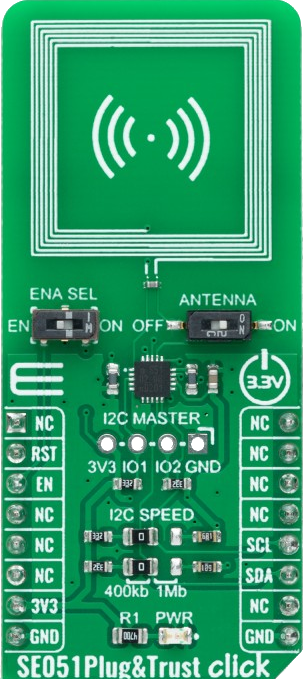 ENA SEL
ANTENNA
EN ON OFF ON
3.3V
I2C MASTER
NC NC
RST NC
3V3 IO1 IO2 GND
EN NC
I2C SPEED
NC NC
NC SCL
NC SDA
400kb 1Mb
3V3 NC
R1 PWR
GND GND
SE051Plug&Trust click